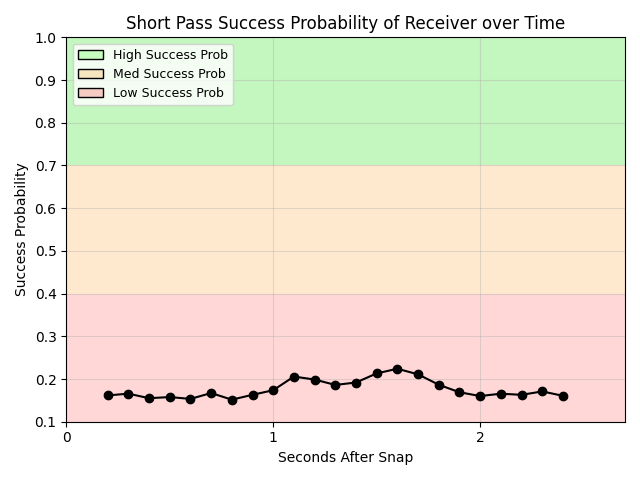 Short Pass Success Probability of Receiver over Time
1.0
0.9
0.8
0.7
0.6
0.5
0.4
0.3
0.2
0.1
Success Probability
High Success Prob
Med Success Prob
Low Success Prob
0 1 2
Seconds After Snap